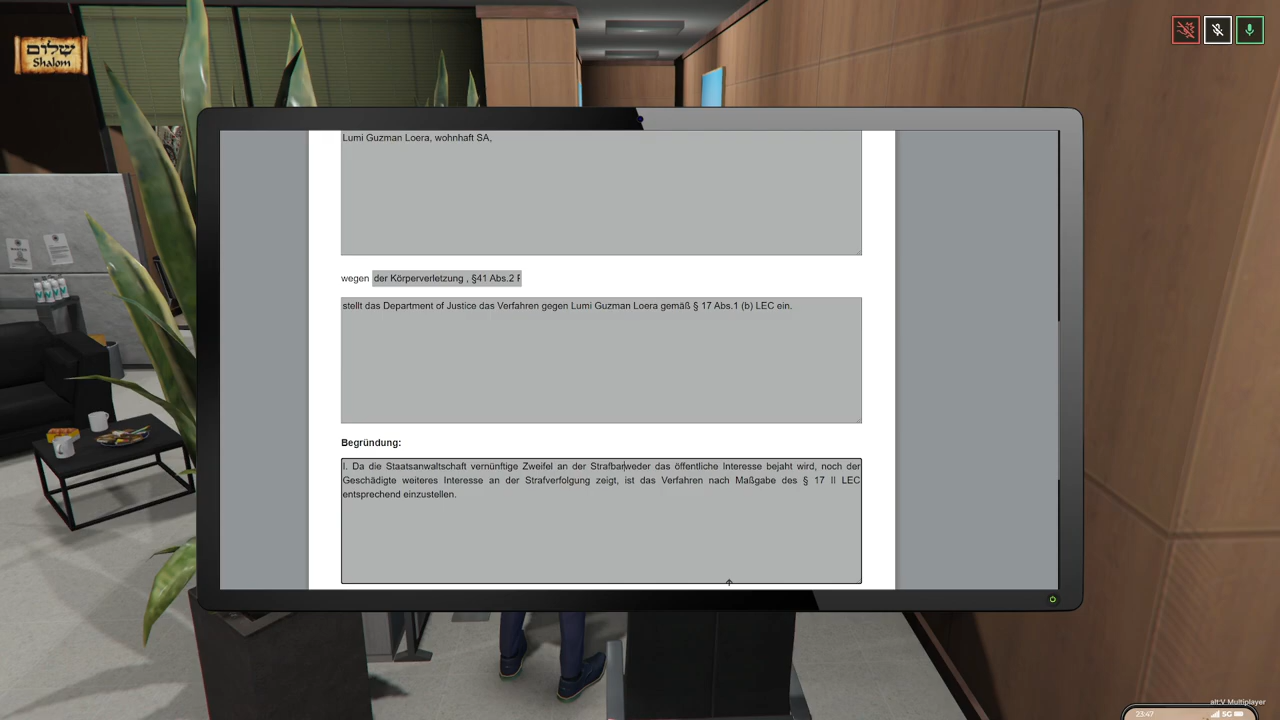 שלום
Shalom
Lumi Guzman Loera, wohnhaft SA,
wegen der Körperverletzung , §41 Abs.2
stellt das Department of Justice das Verfahren gegen Lumi Guzman Loera gemäß § 17 Abs.1 (b) LEC ein.
Begründung:
I. Da die Staatsanwaltschaft vernünftige Zweifel an der Strafbarweder das öffentliche Interesse bejaht wird, noch der
Geschädigte weiteres Interesse an der Strafverfolgung zeigt, ist das Verfahren nach Maßgabe des § 17 II LEC
entsprechend einzustellen.
alt:V Multiplayer
23:47
5G